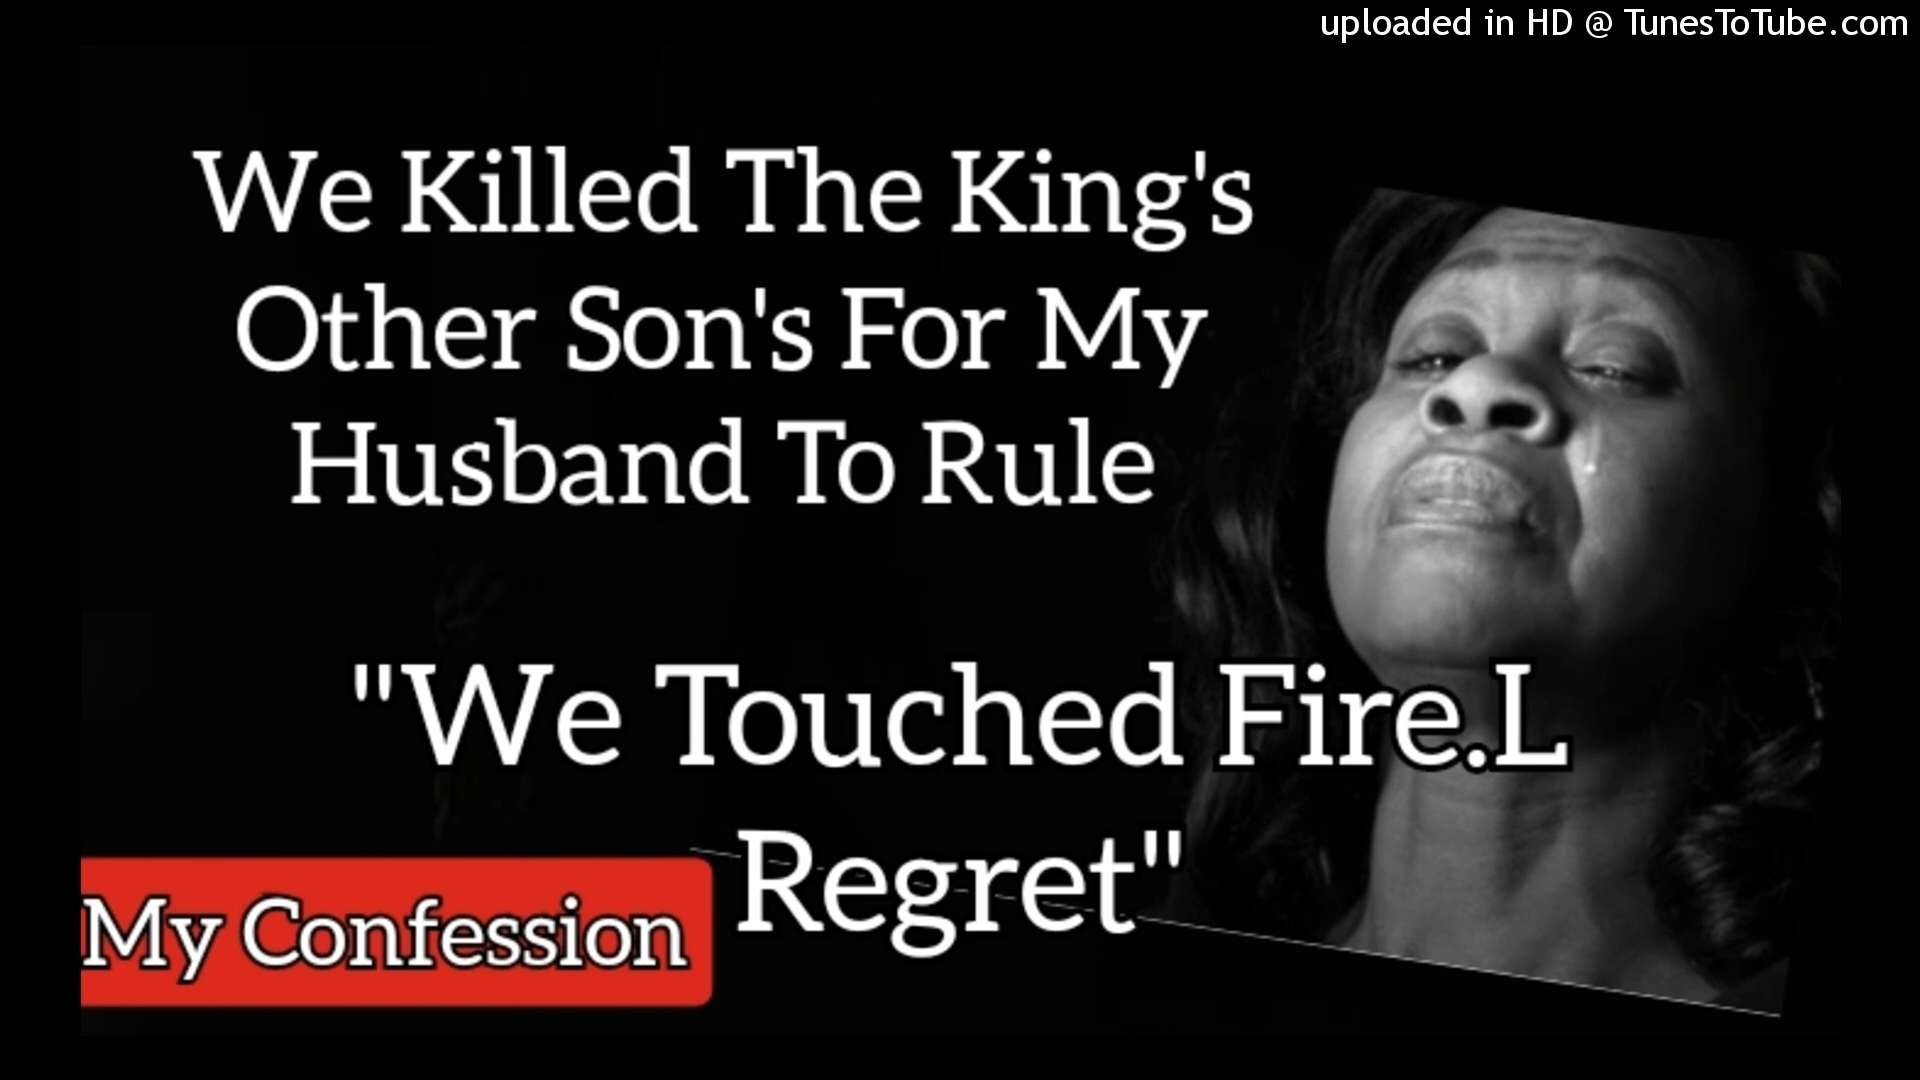 uploaded in HD @ TunesToTube.com
We Killed The King's
Other Son's For My
Husband To Rule
"We Touched Fire.L
Regret"
My Confession